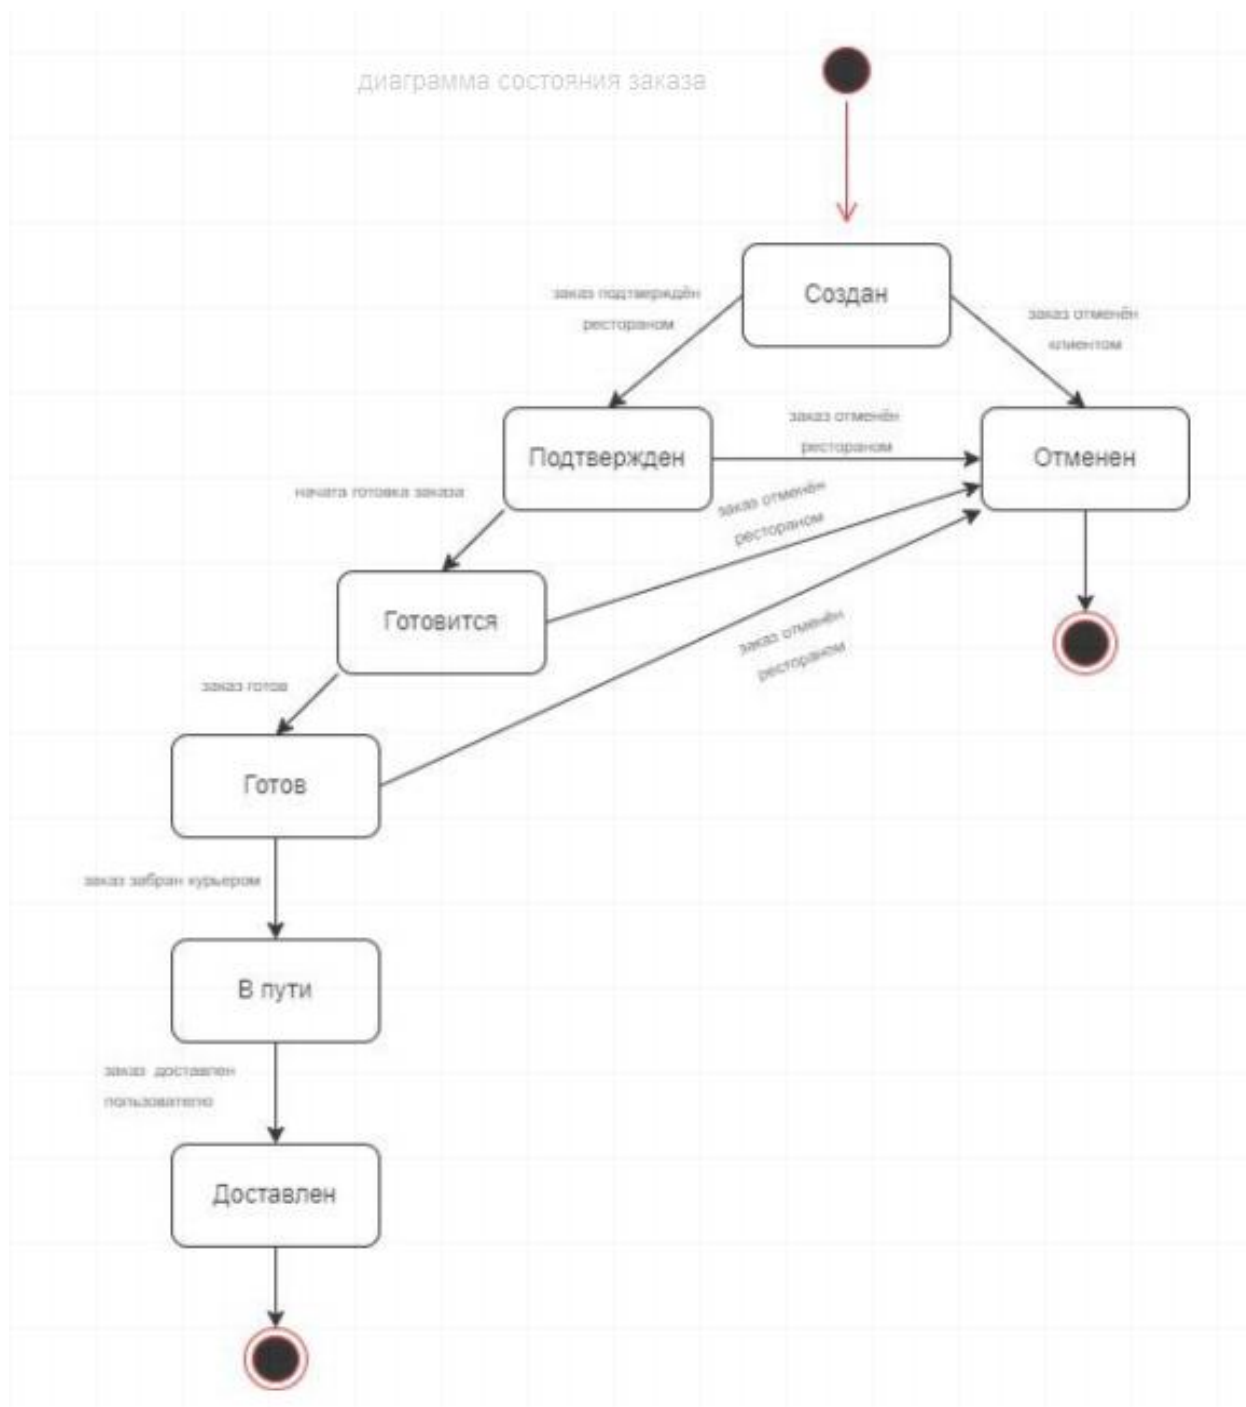 диаграмма состояния заказа
Создан
заказ подтверждён
рестораном
заказ отменён
клиентом
Подтвержден
заказ отменён
рестораном
Отменен
начата готовка заказа
заказ отменён
рестораном
Готовится
заказ отменён
рестораном
заказ готов
Готов
заказ забран курьером
В пути
заказ доставлен
пользователю
Доставлен